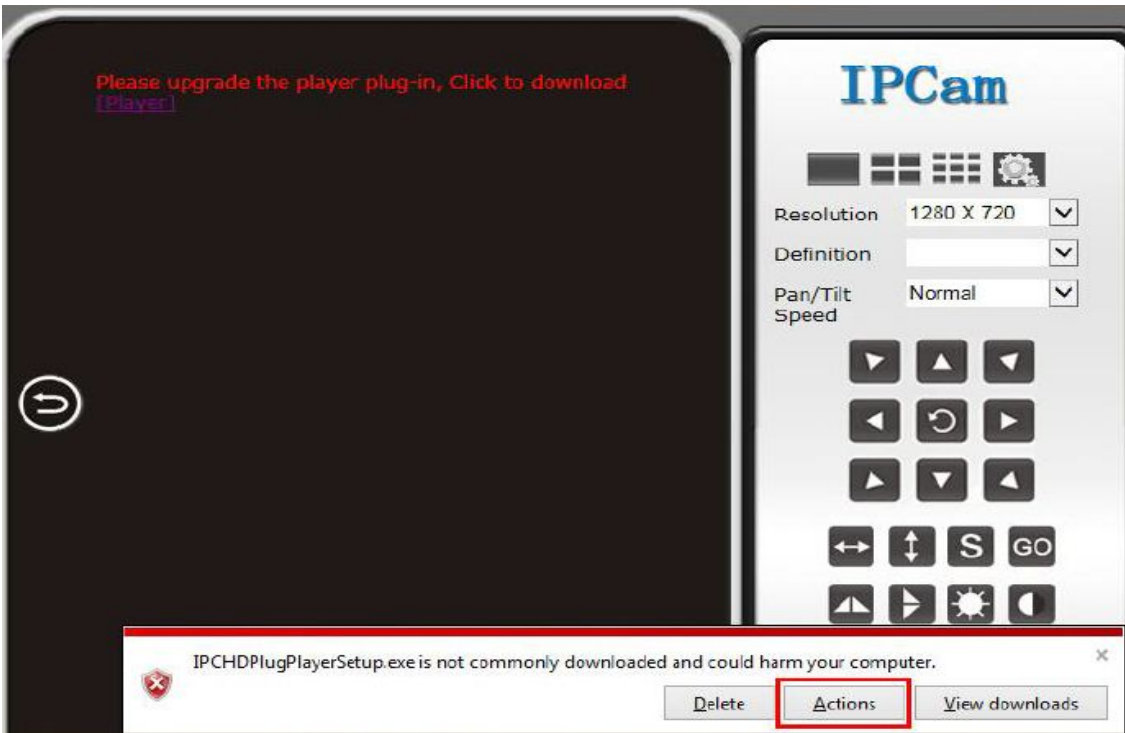 Please upgrade the player plug-in, Click to download
[Player]
IPCam
Resolution 1280 X 720
Definition
Pan/Tilt Normal
Speed
S GO
IPCHDPlugPlayerSetup.exe is not commonly downloaded and could harm your computer.
Delete Actions View downloads